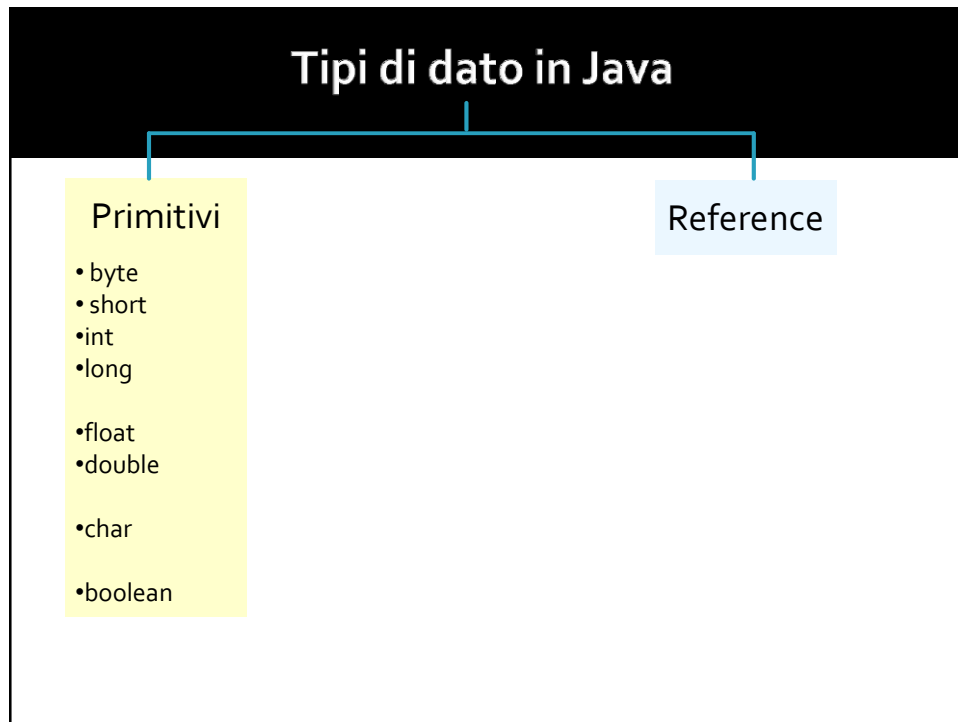 Tipi di dato in Java
Primitivi
• byte
• short
•int
•long
•float
•double
•char
•boolean
Reference